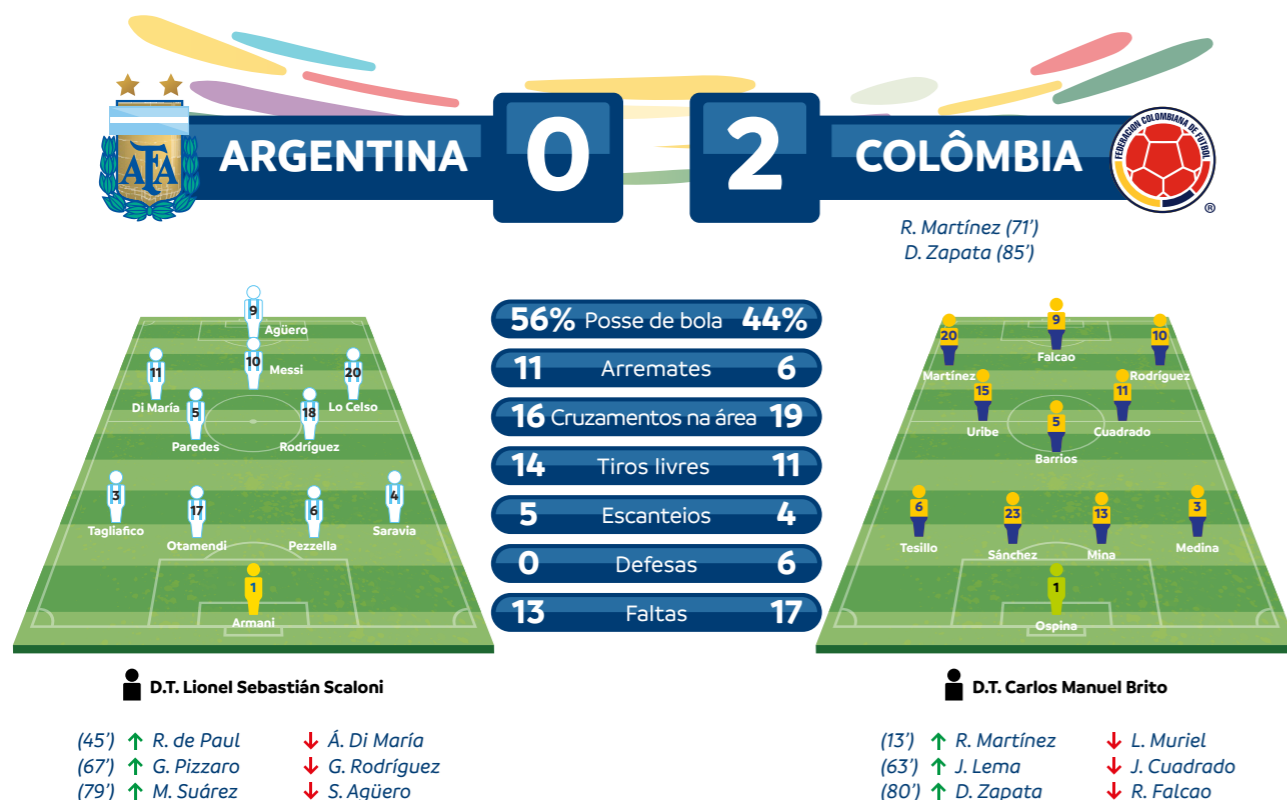 ARGENTINA 0 2 COLÔMBIA
AFA
FEDERACION COLOMBIANA DE FUTBOL
®
R. Martínez (71')
D. Zapata (85')
56% Posse de bola 44%
11 Arremates 6
16 Cruzamentos na área 19
14 Tiros livres 11
5 Escanteios 4
0 Defesas 6
13 Faltas 17
9
Agüero
10
Messi
11
Di María
20
Lo Celso
5
Paredes
18
Rodríguez
3
Tagliafico
17
Otamendi
6
Pezzella
4
Saravia
1
Armani
9
Falcao
20
Martínez
10
Rodríguez
15
Uribe
11
Cuadrado
5
Barrios
6
Tesillo
23
Sánchez
13
Mina
3
Medina
1
Ospina
D.T. Lionel Sebastián Scaloni
(45') ↑ R. de Paul ↓ Á. Di María
(67') ↑ G. Pizzaro ↓ G. Rodríguez
(79') ↑ M. Suárez ↓ S. Agüero
D.T. Carlos Manuel Brito
(13') ↑ R. Martínez ↓ L. Muriel
(63') ↑ J. Lema ↓ J. Cuadrado
(80') ↑ D. Zapata ↓ R. Falcao